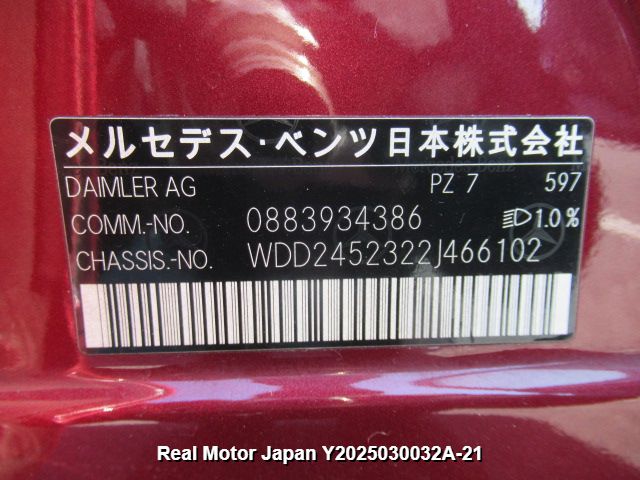 メルセデス・ベンツ日本株式会社
DAIMLER AG PZ 7 597
COMM.-NO. 0883934386 1.0%
CHASSIS.-NO. WDD2452322J466102
Real Motor Japan Y2025030032A-21